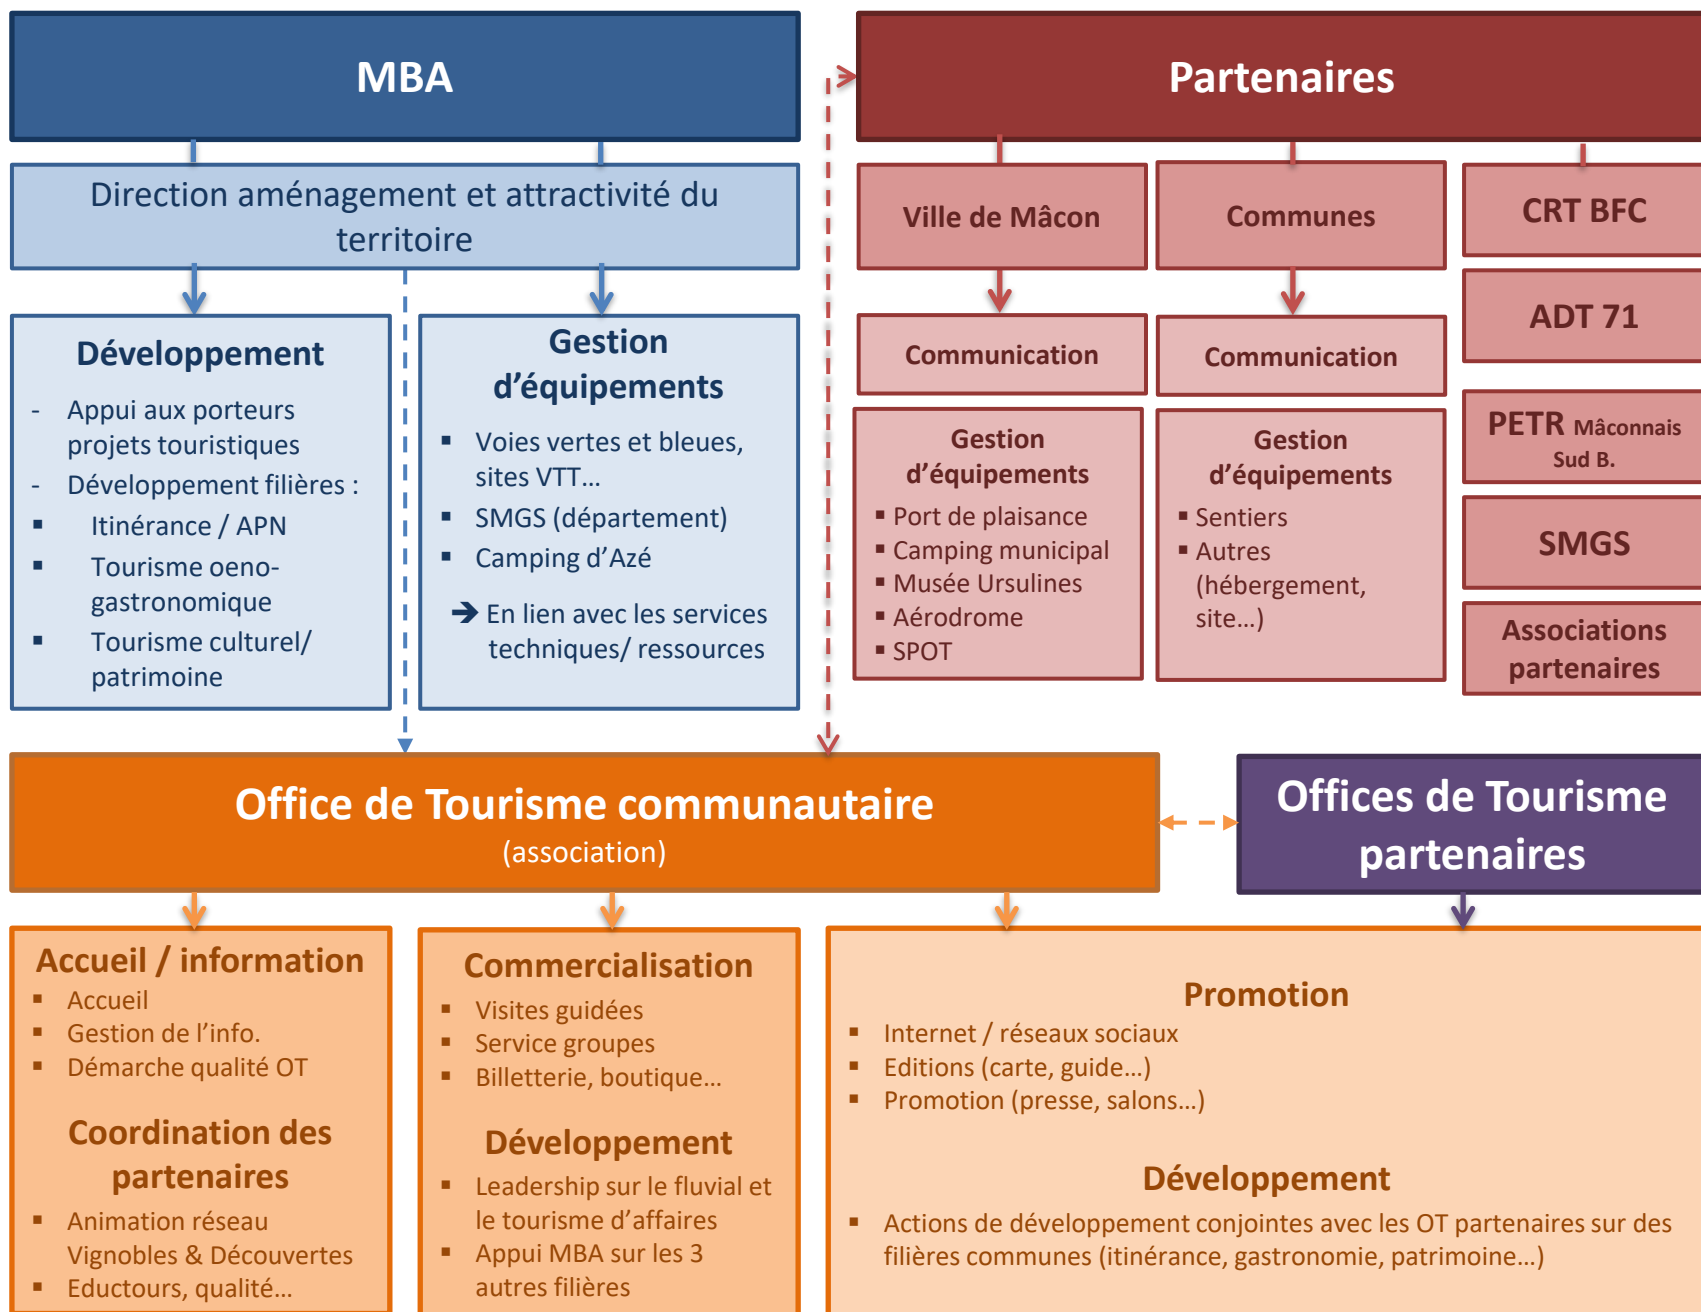 MBA
Direction aménagement et attractivité du
territoire
Développement
- Appui aux porteurs
projets touristiques
- Développement filières :
▪ Itinérance / APN
▪ Tourisme oeno-
gastronomique
▪ Tourisme culturel/
patrimoine
Gestion
d’équipements
▪ Voies vertes et bleues,
sites VTT…
▪ SMGS (département)
▪ Camping d’Azé
➔ En lien avec les services
techniques/ ressources
Partenaires
Ville de Mâcon
Communication
Gestion
d’équipements
▪ Port de plaisance
▪ Camping municipal
▪ Musée Ursulines
▪ Aérodrome
▪ SPOT
Communes
Communication
Gestion
d’équipements
▪ Sentiers
▪ Autres
(hébergement,
site…)
CRT BFC
ADT 71
PETR Mâconnais
Sud B.
SMGS
Associations
partenaires
Office de Tourisme communautaire
(association)
Offices de Tourisme
partenaires
Accueil / information
▪ Accueil
▪ Gestion de l’info.
▪ Démarche qualité OT
Coordination des
partenaires
▪ Animation réseau
Vignobles & Découvertes
▪ Eductours, qualité…
Commercialisation
▪ Visites guidées
▪ Service groupes
▪ Billetterie, boutique…
Développement
▪ Leadership sur le fluvial et
le tourisme d’affaires
▪ Appui MBA sur les 3
autres filières
Promotion
▪ Internet / réseaux sociaux
▪ Editions (carte, guide…)
▪ Promotion (presse, salons…)
Développement
▪ Actions de développement conjointes avec les OT partenaires sur des
filières communes (itinérance, gastronomie, patrimoine…)